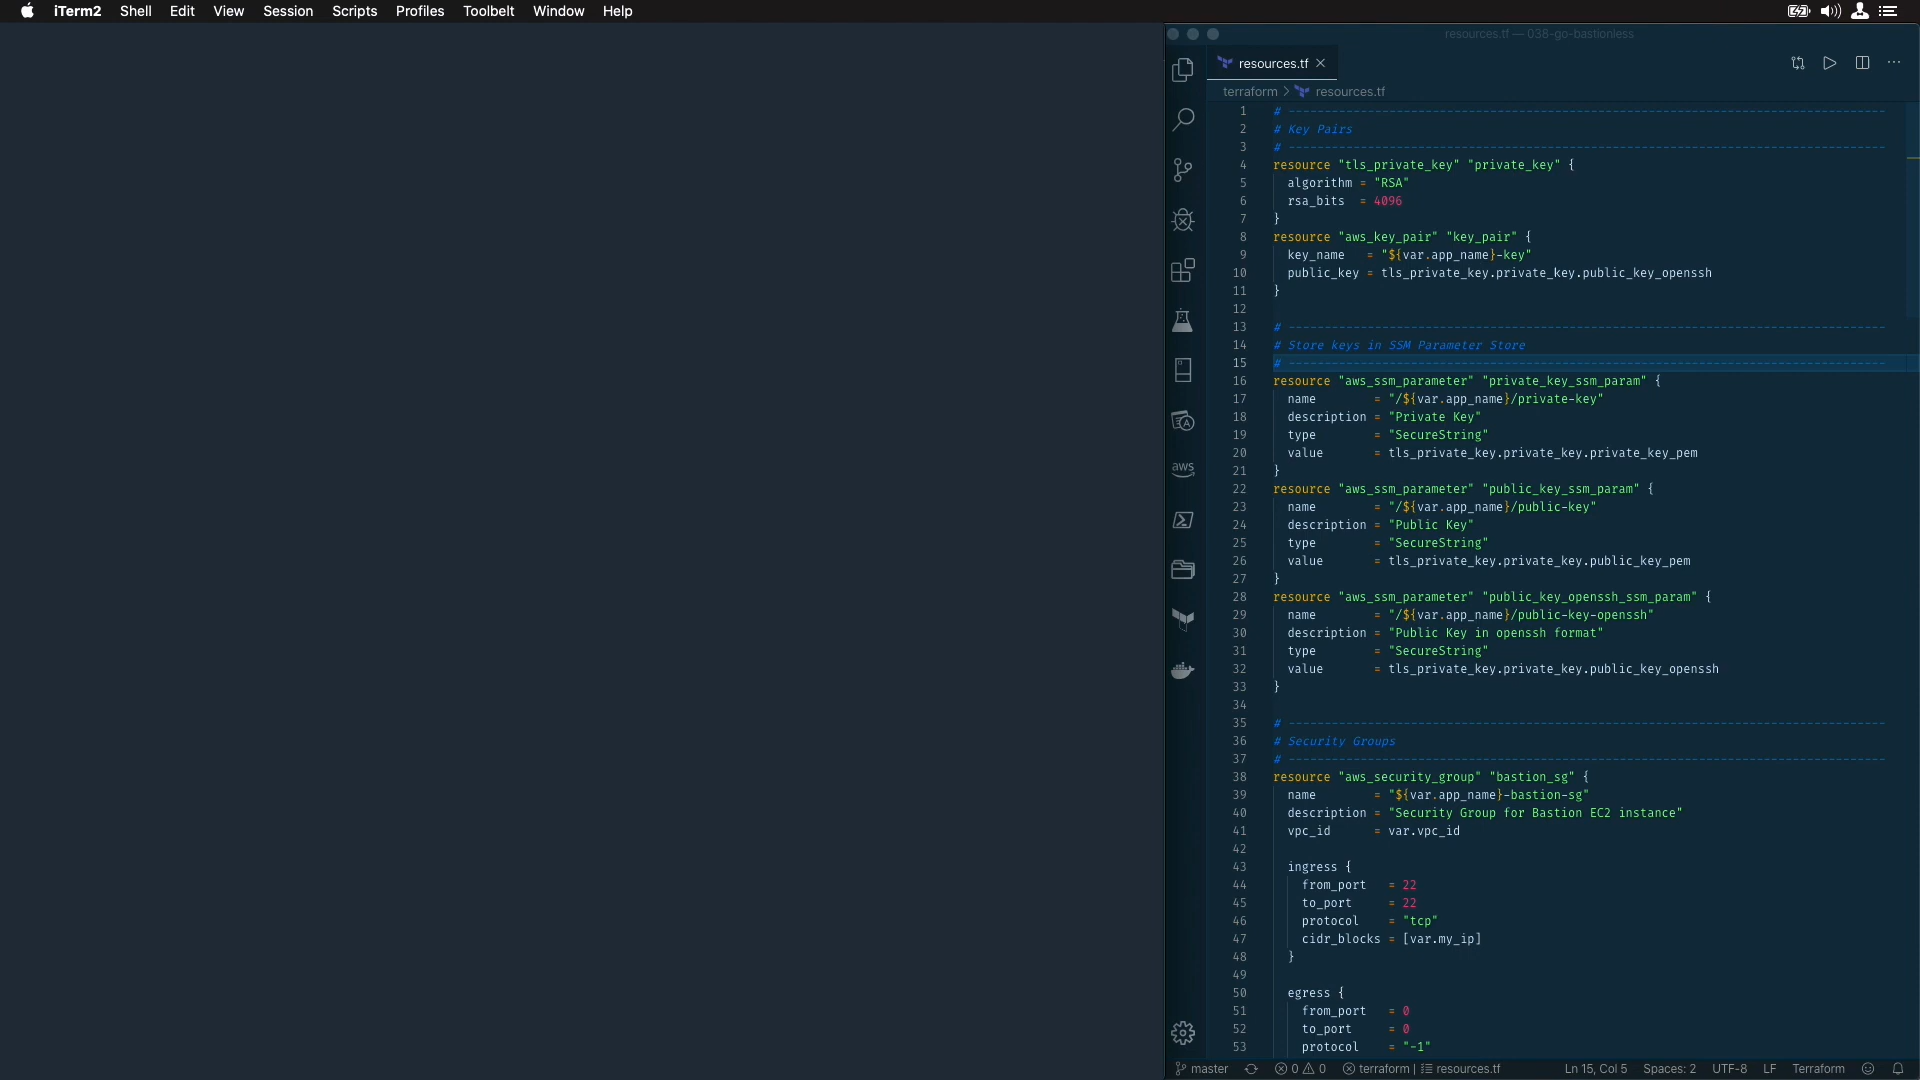 iTerm2 Shell Edit View Session Scripts Profiles Toolbelt Window Help
resources.tf — 038-go-bastionless
resources.tf
terraform > resources.tf
1 # -----------------------------------------------------------------------------------
2 # Key Pairs
3 # -----------------------------------------------------------------------------------
4 resource "tls_private_key" "private_key" {
5   algorithm = "RSA"
6   rsa_bits  = 4096
7 }
8 resource "aws_key_pair" "key_pair" {
9   key_name   = "${var.app_name}-key"
10   public_key = tls_private_key.private_key.public_key_openssh
11 }
12
13 # -----------------------------------------------------------------------------------
14 # Store keys in SSM Parameter Store
15 # -----------------------------------------------------------------------------------
16 resource "aws_ssm_parameter" "private_key_ssm_param" {
17   name        = "/${var.app_name}/private-key"
18   description = "Private Key"
19   type        = "SecureString"
20   value       = tls_private_key.private_key.private_key_pem
21 }
22 resource "aws_ssm_parameter" "public_key_ssm_param" {
23   name        = "/${var.app_name}/public-key"
24   description = "Public Key"
25   type        = "SecureString"
26   value       = tls_private_key.private_key.public_key_pem
27 }
28 resource "aws_ssm_parameter" "public_key_openssh_ssm_param" {
29   name        = "/${var.app_name}/public-key-openssh"
30   description = "Public Key in openssh format"
31   type        = "SecureString"
32   value       = tls_private_key.private_key.public_key_openssh
33 }
34
35 # -----------------------------------------------------------------------------------
36 # Security Groups
37 # -----------------------------------------------------------------------------------
38 resource "aws_security_group" "bastion_sg" {
39   name        = "${var.app_name}-bastion-sg"
40   description = "Security Group for Bastion EC2 instance"
41   vpc_id      = var.vpc_id
42
43   ingress {
44     from_port   = 22
45     to_port     = 22
46     protocol    = "tcp"
47     cidr_blocks = [var.my_ip]
48   }
49
50   egress {
51     from_port   = 0
52     to_port     = 0
53     protocol    = "-1"
aws
master 0 0 terraform | resources.tf Ln 15, Col 5 Spaces: 2 UTF-8 LF Terraform